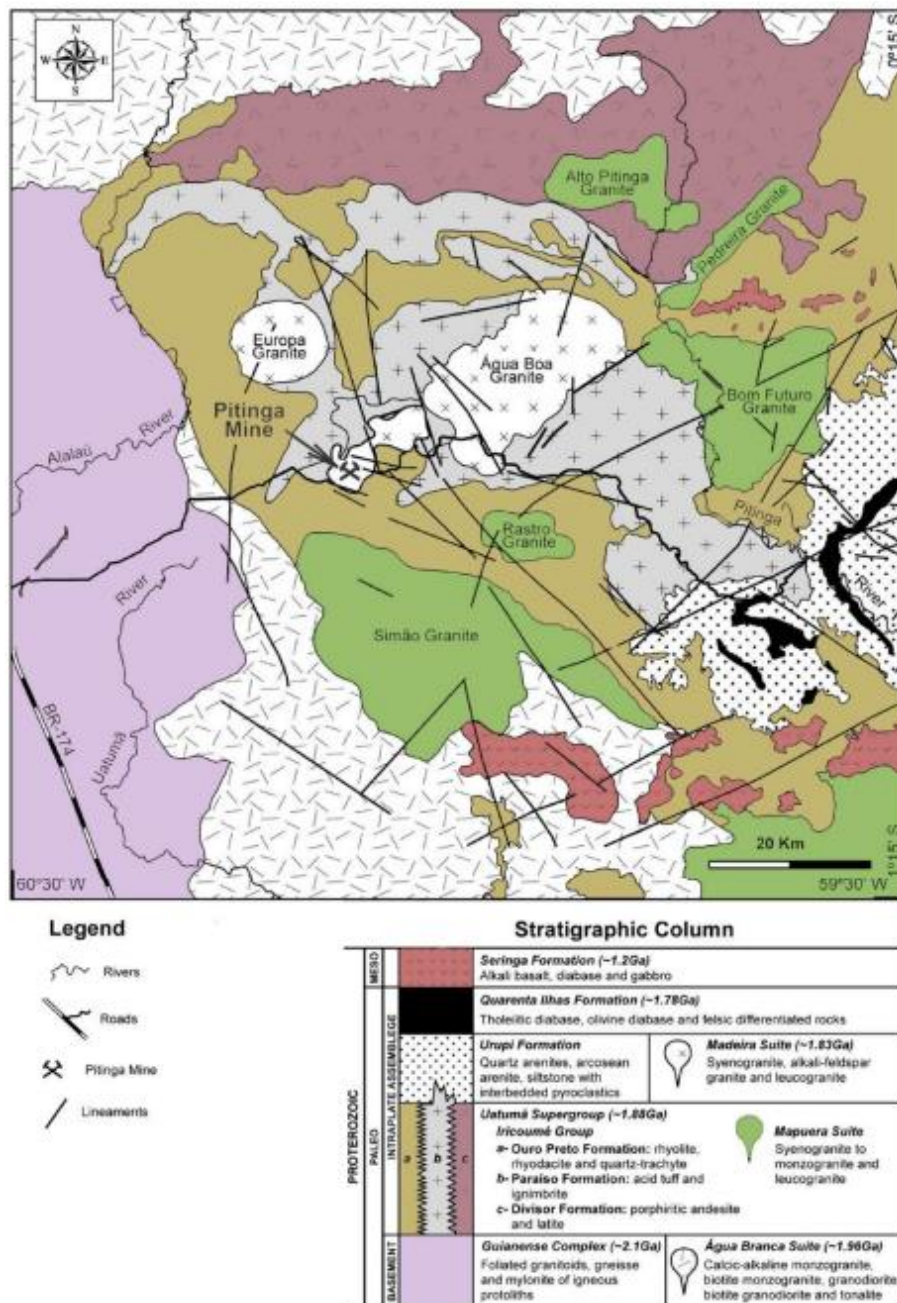 N
W E
S
0º15' S
Alto Pitinga
Granite
Pedreira Granite
Európa
Granite
Água Boa
Granite
Bom Futuro
Granite
Pitinga
Mine
Alalaú River
Pitinga
Rastro
Granite
River
River
Simão Granite
BR-174
Uatumã
20 Km
1º15' S
60º30' W
59º30' W
Legend
Rivers
Roads
Pitinga Mine
Lineaments
Stratigraphic Column
PROTEROZOIC
MESO
PALEO
INTRAPLATE ASSEMBLEGE
BASEMENT
Seringa Formation (~1.2Ga)
Alkali basalt, diabase and gabbro
Quarenta Ilhas Formation (~1.78Ga)
Tholeiitic diabase, olivine diabase and felsic differentiated rocks
Urupi Formation
Quartz arenites, arcosean
arenite, siltstone with
interbedded pyroclastics
Madeira Suite (~1.83Ga)
Syenogranite, alkali-feldspar
granite and leucogranite
a b c
Uatumã Supergroup (~1.88Ga)
Iricoumé Group
a- Ouro Preto Formation: rhyolite,
rhyodacite and quartz-trachyte
b- Paraíso Formation: acid tuff and
ignimbrite
c- Divisor Formation: porphiritic andesite
and latite
Mapuera Suite
Syenogranite to
monzogranite and
leucogranite
Guianense Complex (~2.1Ga)
Foliated granitoids, gneisse
and mylonite of igneous
protoliths
Água Branca Suite (~1.96Ga)
Calcic-alkaline monzogranite,
biotite monzogranite, granodiorite
biotite granodiorite and tonalite